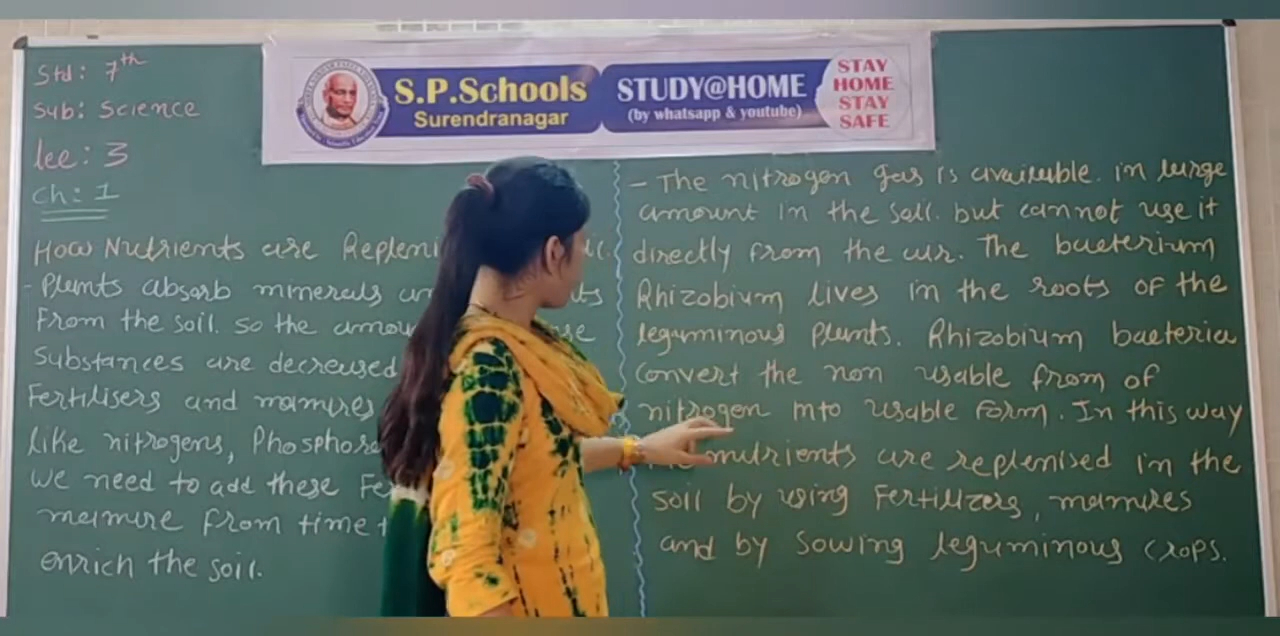 Std: 7th
Sub: Science
lec: 3
Ch: 1
S.P.Schools
Surendranagar
STUDY@HOME
(by whatsapp & youtube)
STAY
HOME
STAY
SAFE
How Nutrients are Repleni
- Plants absorb minerals
From the soil. so the amou
Substances are decreased
Fertilisers and manures
like nitrogens, Phosphor
we need to add these Fe
manure from time t
enrich the soil.
- The nitrogen gas is available. in large
amount in the soil. but cannot use it
directly from the air. The bacterium
Rhizobium lives in the roots of the
leguminous plants. Rhizobium bacteria
convert the non usable from of
nitrogen into usable form. In this way
nutrients are replenised in the
soil by using Fertilizers, manures
and by sowing leguminous crops.